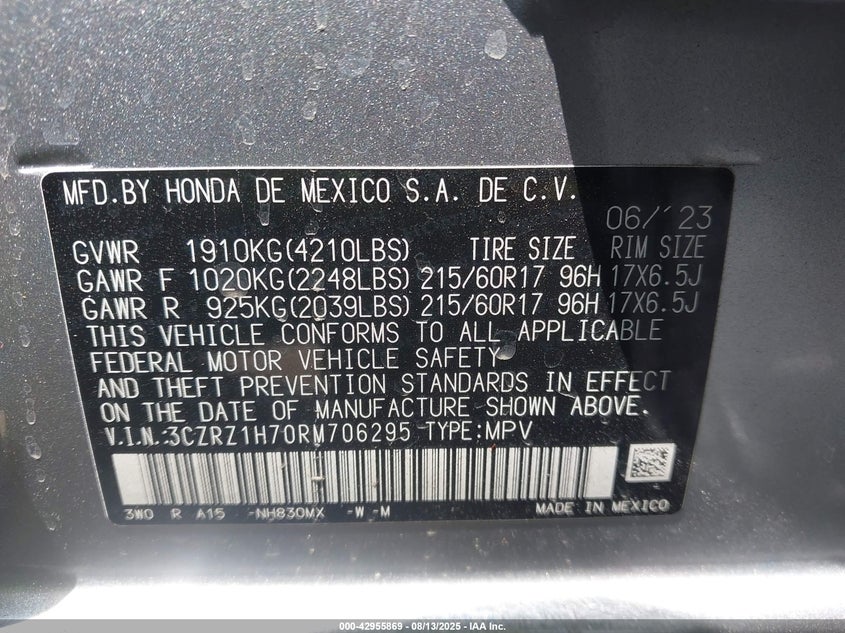 MFD.BY HONDA DE MEXICO S.A. DE C.V.
06/'23
GVWR 1910KG(4210LBS) TIRE SIZE RIM SIZE
GAWR F 1020KG(2248LBS) 215/60R17 96H 17X6.5J
GAWR R 925KG(2039LBS) 215/60R17 96H 17X6.5J
THIS VEHICLE CONFORMS TO ALL APPLICABLE
FEDERAL MOTOR VEHICLE SAFETY
AND THEFT PREVENTION STANDARDS IN EFFECT
ON THE DATE OF MANUFACTURE SHOWN ABOVE.
V.I.N.:3CZRZ1H70RM706295 TYPE:MPV
3W0 R A15 -NH830MX -W -M MADE IN MEXICO
000-42955869 - 08/13/2025 - IAA Inc.